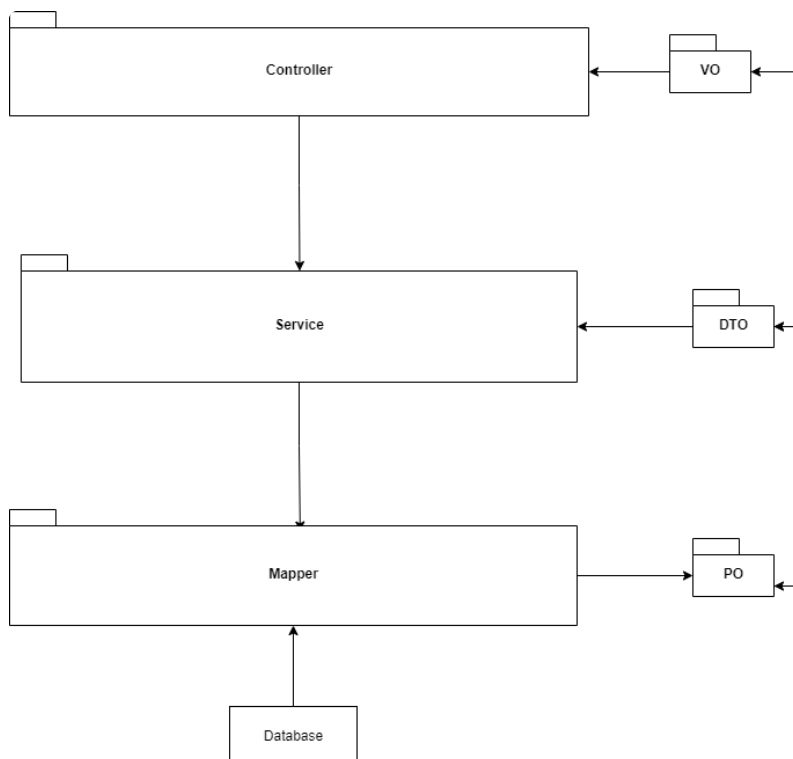 Controller
VO
Service
DTO
Mapper
PO
Database